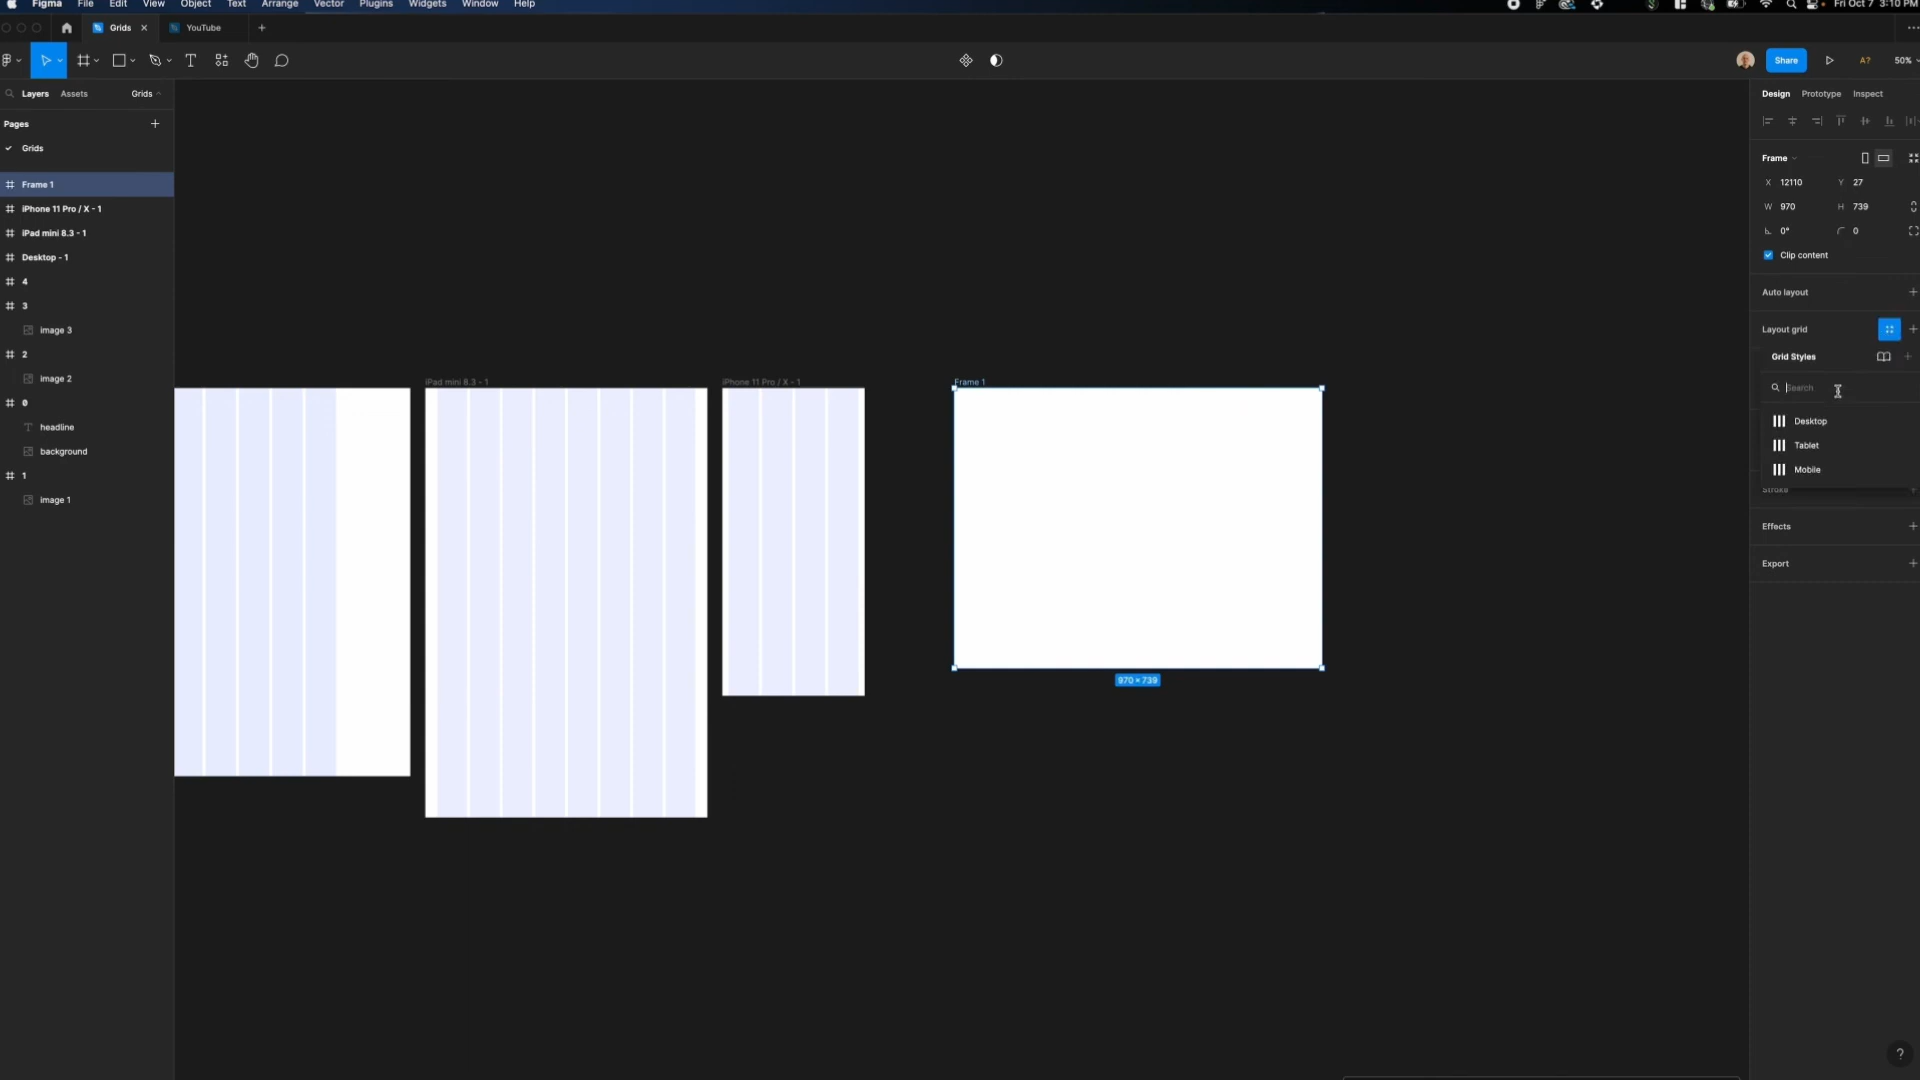 Figma File Edit View Object Text Arrange Vector Plugins Widgets Window Help Fri Oct 7 3:10 PM
Grids YouTube
Share A? 50%
Layers Assets Grids
Design Prototype Inspect
Pages
Grids
Frame 1
iPhone 11 Pro / X - 1
iPad mini 8.3 - 1
Desktop - 1
4
3
image 3
2
image 2
0
headline
background
1
image 1
iPad mini 8.3 - 1
iPhone 11 Pro / X - 1
Frame 1
970 × 739
Frame
X 12110 Y 27
W 970 H 739
0° 0
Clip content
Auto layout
Layout grid
Grid Styles
Search
Desktop
Tablet
Mobile
Stroke
Effects
Export
?